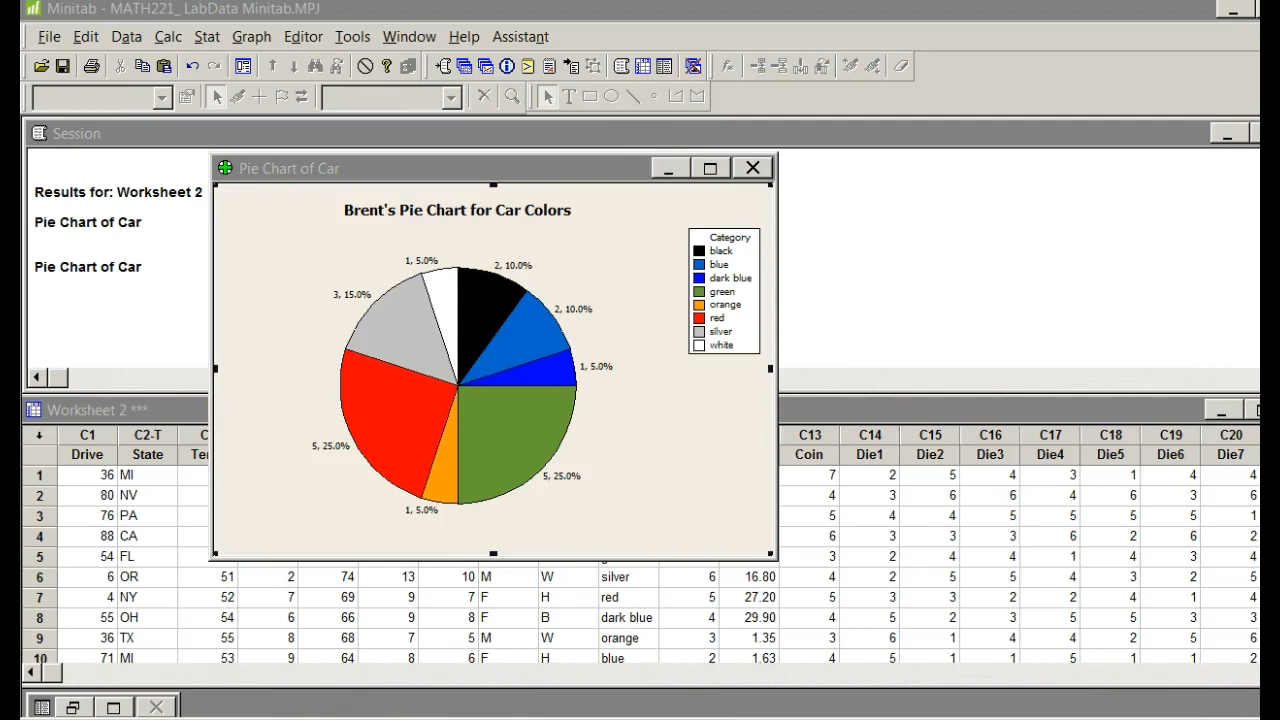 Minitab - MATH221_ LabData Minitab.MPJ
File Edit Data Calc Stat Graph Editor Tools Window Help Assistant
Session
Results for: Worksheet 2
Pie Chart of Car
Pie Chart of Car
Pie Chart of Car
Brent's Pie Chart for Car Colors
1, 5.0%
2, 10.0%
3, 15.0%
2, 10.0%
1, 5.0%
5, 25.0%
5, 25.0%
1, 5.0%
Category
black
blue
dark blue
green
orange
red
silver
white
Worksheet 2 ***
C1 C2-T C13 C14 C15 C16 C17 C18 C19 C20
Drive State Coin Die1 Die2 Die3 Die4 Die5 Die6 Die7
1 36 MI 7 2 5 4 3 1 4 4
2 80 NV 4 3 6 6 4 6 3 6
3 76 PA 5 4 4 5 5 5 5 1
4 88 CA 6 3 3 3 6 2 6 2
5 54 FL 3 2 4 4 1 4 3 4
6 6 OR 51 2 74 13 10 M W silver 6 16.80 4 2 5 5 4 3 2 5
7 4 NY 52 7 69 9 7 F H red 5 27.20 5 3 3 2 2 4 1 4
8 55 OH 54 6 66 9 8 F B dark blue 4 29.90 4 5 2 3 5 5 3 3
9 36 TX 55 8 68 7 5 M W orange 3 1.35 3 6 1 4 4 2 5 6
10 71 MI 53 9 64 8 6 F H blue 2 1.63 4 5 1 1 5 1 1 2